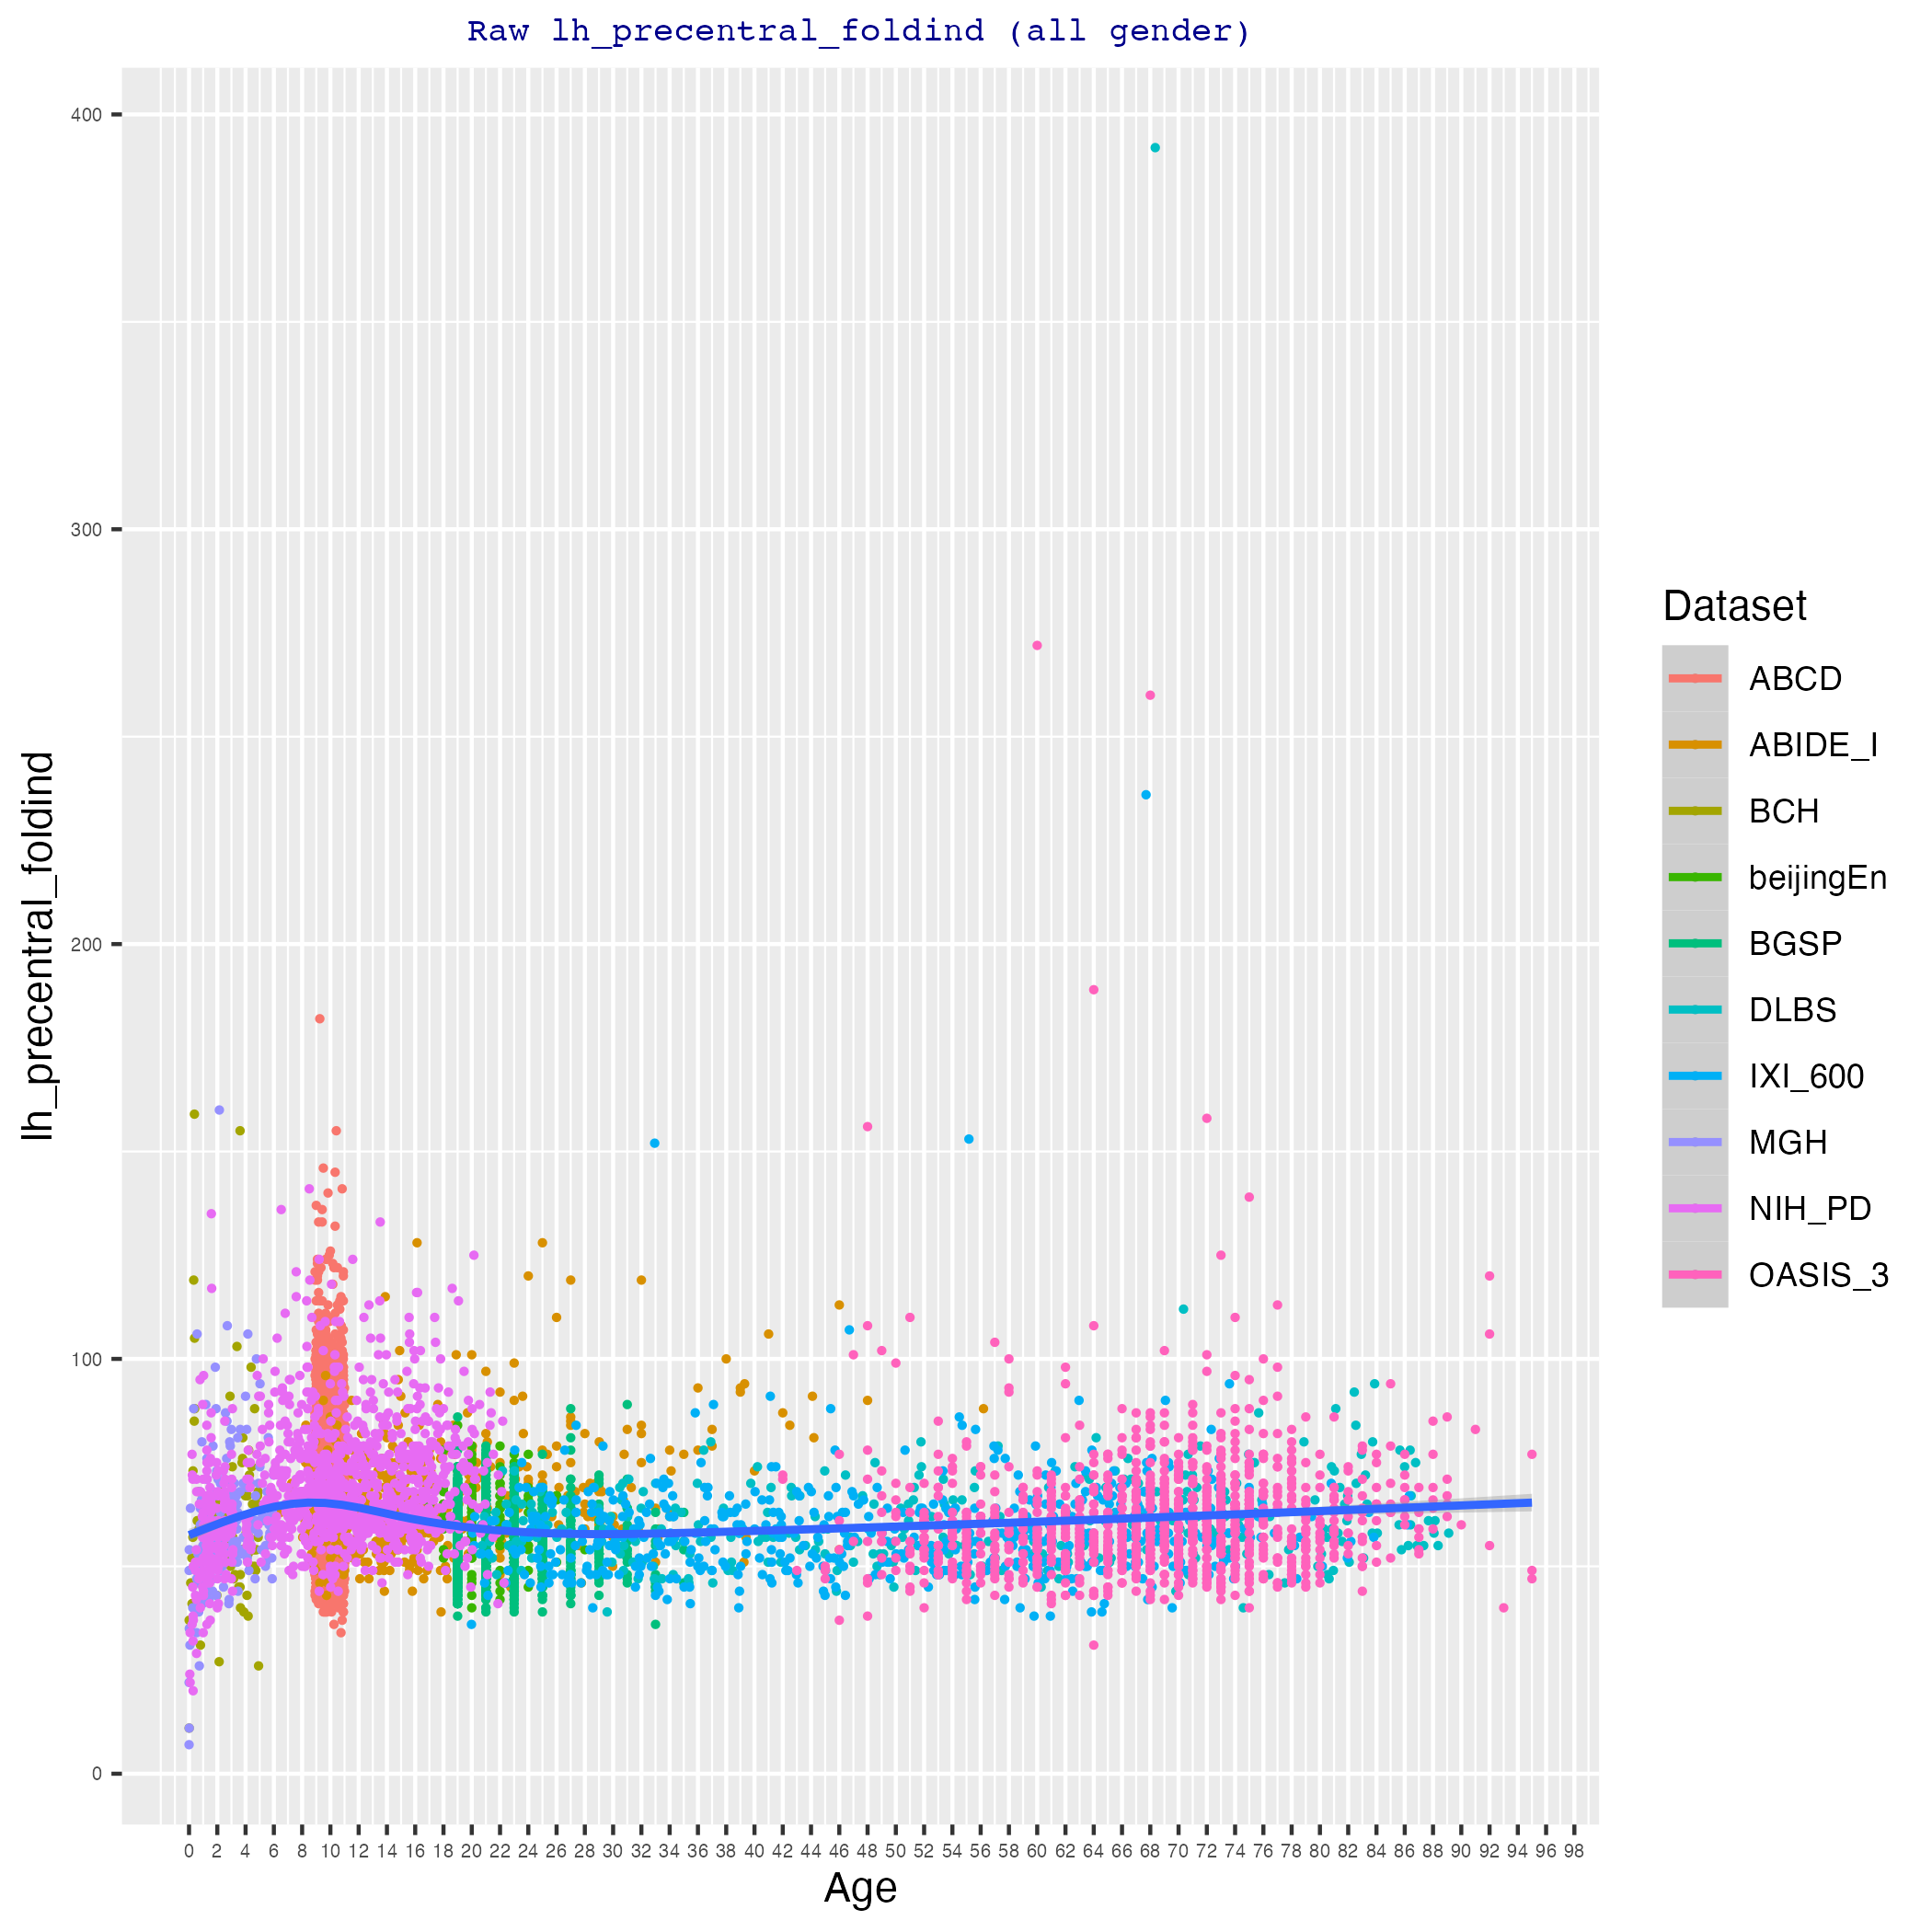 Raw lh_precentral_foldind (all gender)
400
300
200
100
0
lh_precentral_foldind
0 2 4 6 8 10 12 14 16 18 20 22 24 26 28 30 32 34 36 38 40 42 44 46 48 50 52 54 56 58 60 62 64 66 68 70 72 74 76 78 80 82 84 86 88 90 92 94 96 98
Age
Dataset
ABCD
ABIDE_I
BCH
beijingEn
BGSP
DLBS
IXI_600
MGH
NIH_PD
OASIS_3